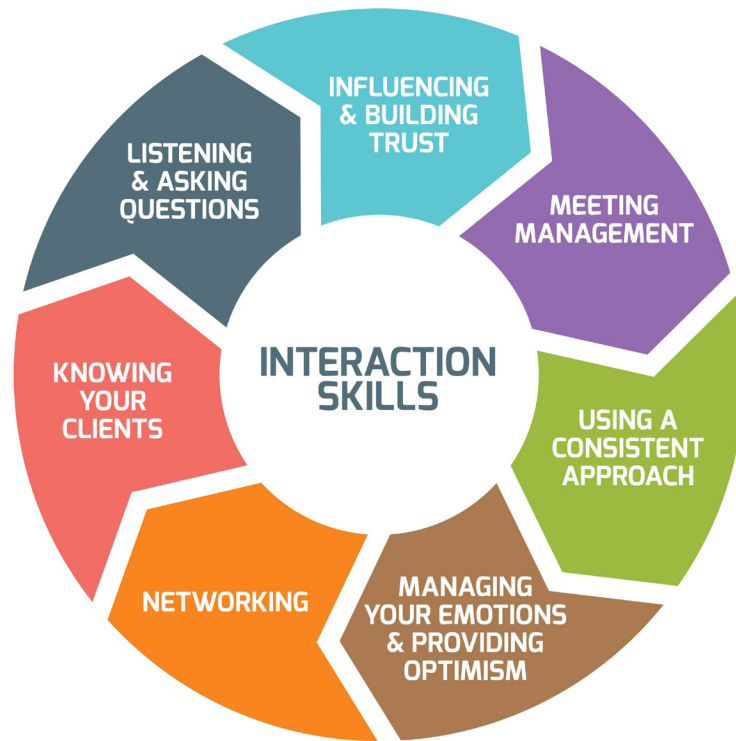 INTERACTION
SKILLS
INFLUENCING
& BUILDING
TRUST
MEETING
MANAGEMENT
USING A
CONSISTENT
APPROACH
MANAGING
YOUR EMOTIONS
& PROVIDING
OPTIMISM
NETWORKING
KNOWING
YOUR
CLIENTS
LISTENING
& ASKING
QUESTIONS